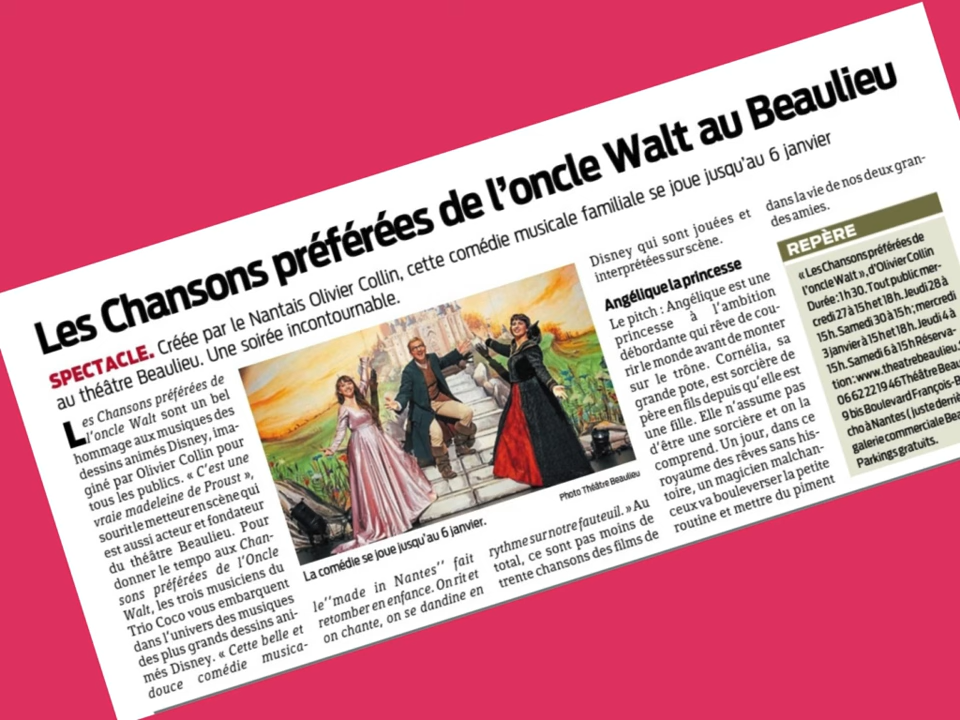 Les Chansons préférées de l'oncle Walt au Beaulieu
SPECTACLE. Créée par le Nantais Olivier Collin, cette comédie musicale familiale se joue jusqu'au 6 janvier
au théâtre Beaulieu. Une soirée incontournable.
Les Chansons préférées de
l'oncle Walt sont un bel
hommage aux musiques des
dessins animés Disney, ima-
giné par Olivier Collin pour
tous les publics. « C'est une
vraie madeleine de Proust »,
sourit le metteur en scène qui
est aussi acteur et fondateur
du théâtre Beaulieu. Pour
donner le tempo aux Chan-
sons préférées de l'Oncle
Walt, les trois musiciens du
Trio Coco vous embarquent
dans l'univers des musiques
des plus grands dessins ani-
més Disney. « Cette belle et
douce comédie musica-
Photo Théâtre Beaulieu
La comédie se joue jusqu'au 6 janvier.
le''made in Nantes'' fait
retomber en enfance. On rit et
on chante, on se dandine en
rythme sur notre fauteuil. » Au
total, ce sont pas moins de
trente chansons des films de
Disney qui sont jouées et
interprétées sur scène.
Angélique la princesse
Le pitch : Angélique est une
princesse à l'ambition
débordante qui rêve de cou-
rir le monde avant de monter
sur le trône. Cornélia, sa
grande pote, est sorcière de
père en fils depuis qu'elle est
une fille. Elle n'assume pas
d'être une sorcière et on la
comprend. Un jour, dans ce
royaume des rêves sans his-
toire, un magicien malchan-
ceux va bouleverser la petite
routine et mettre du piment
dans la vie de nos deux gran-
des amies.
REPÈRE
« Les Chansons préférées de
l'oncle Walt », d'Olivier Collin
Durée : 1h30. Tout public mer-
credi 27 à 15h et 18h. Jeudi 28 à
15h. Samedi 30 à 15h ; mercredi
3 janvier à 15h et 18h. Jeudi 4 à
15h. Samedi 6 à 15h Réserva-
tion : www.theatrebeaulieu.
06 62 22 19 46 Théâtre Beau
9 bis Boulevard François-B
cho à Nantes (juste derriè
galerie commerciale Bea
Parkings gratuits.